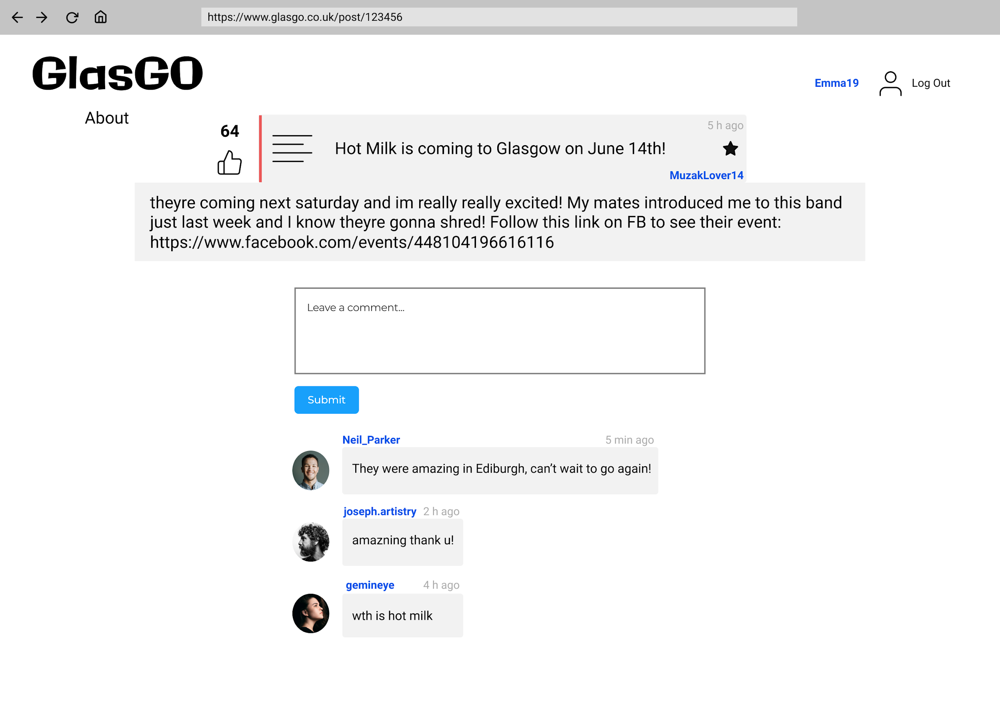 https://www.glasgo.co.uk/post/123456
GlasGO
Emma19
Log Out
About
64
5 h ago
Hot Milk is coming to Glasgow on June 14th!
MuzakLover14
theyre coming next saturday and im really really excited! My mates introduced me to this band
just last week and I know theyre gonna shred! Follow this link on FB to see their event:
https://www.facebook.com/events/448104196616116
Leave a comment...
Submit
Neil_Parker
5 min ago
They were amazing in Ediburgh, can’t wait to go again!
joseph.artistry
2 h ago
amazning thank u!
gemineye
4 h ago
wth is hot milk